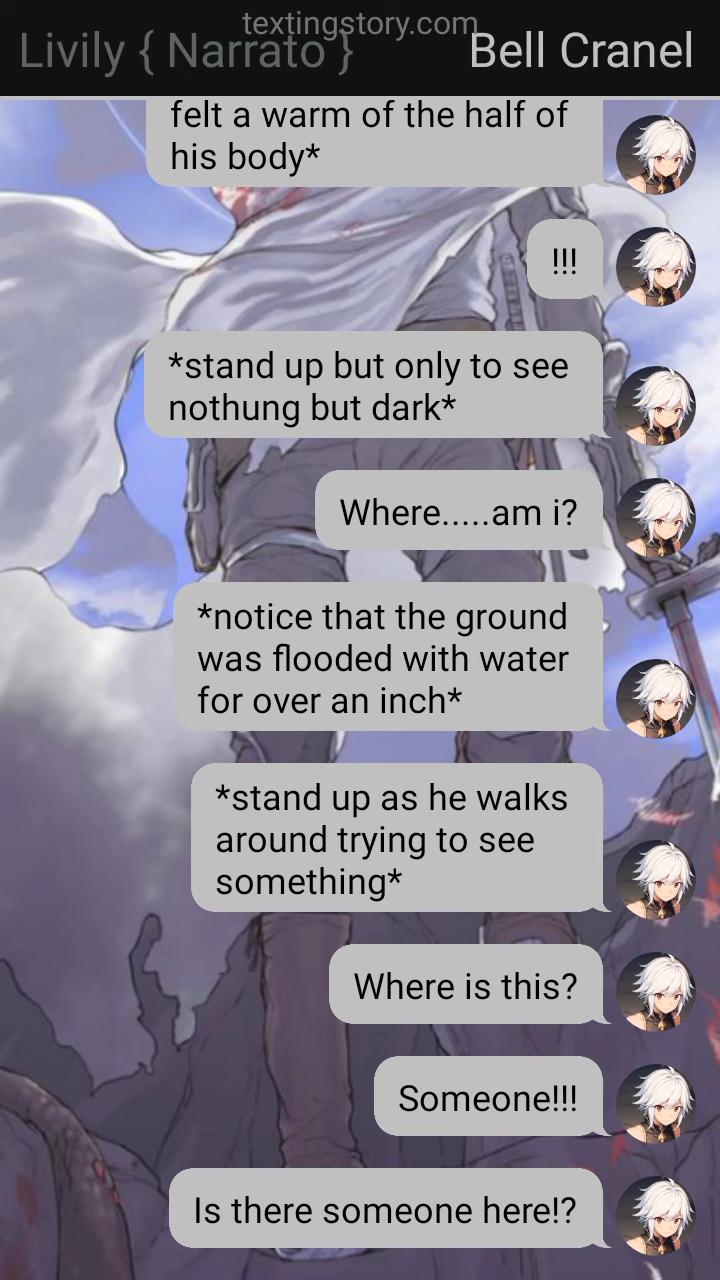 textingstory.com
Livily { Narrato } Bell Cranel
felt a warm of the half of
his body*
!!!
*stand up but only to see
nothung but dark*
Where.....am i?
*notice that the ground
was flooded with water
for over an inch*
*stand up as he walks
around trying to see
something*
Where is this?
Someone!!!
Is there someone here!?